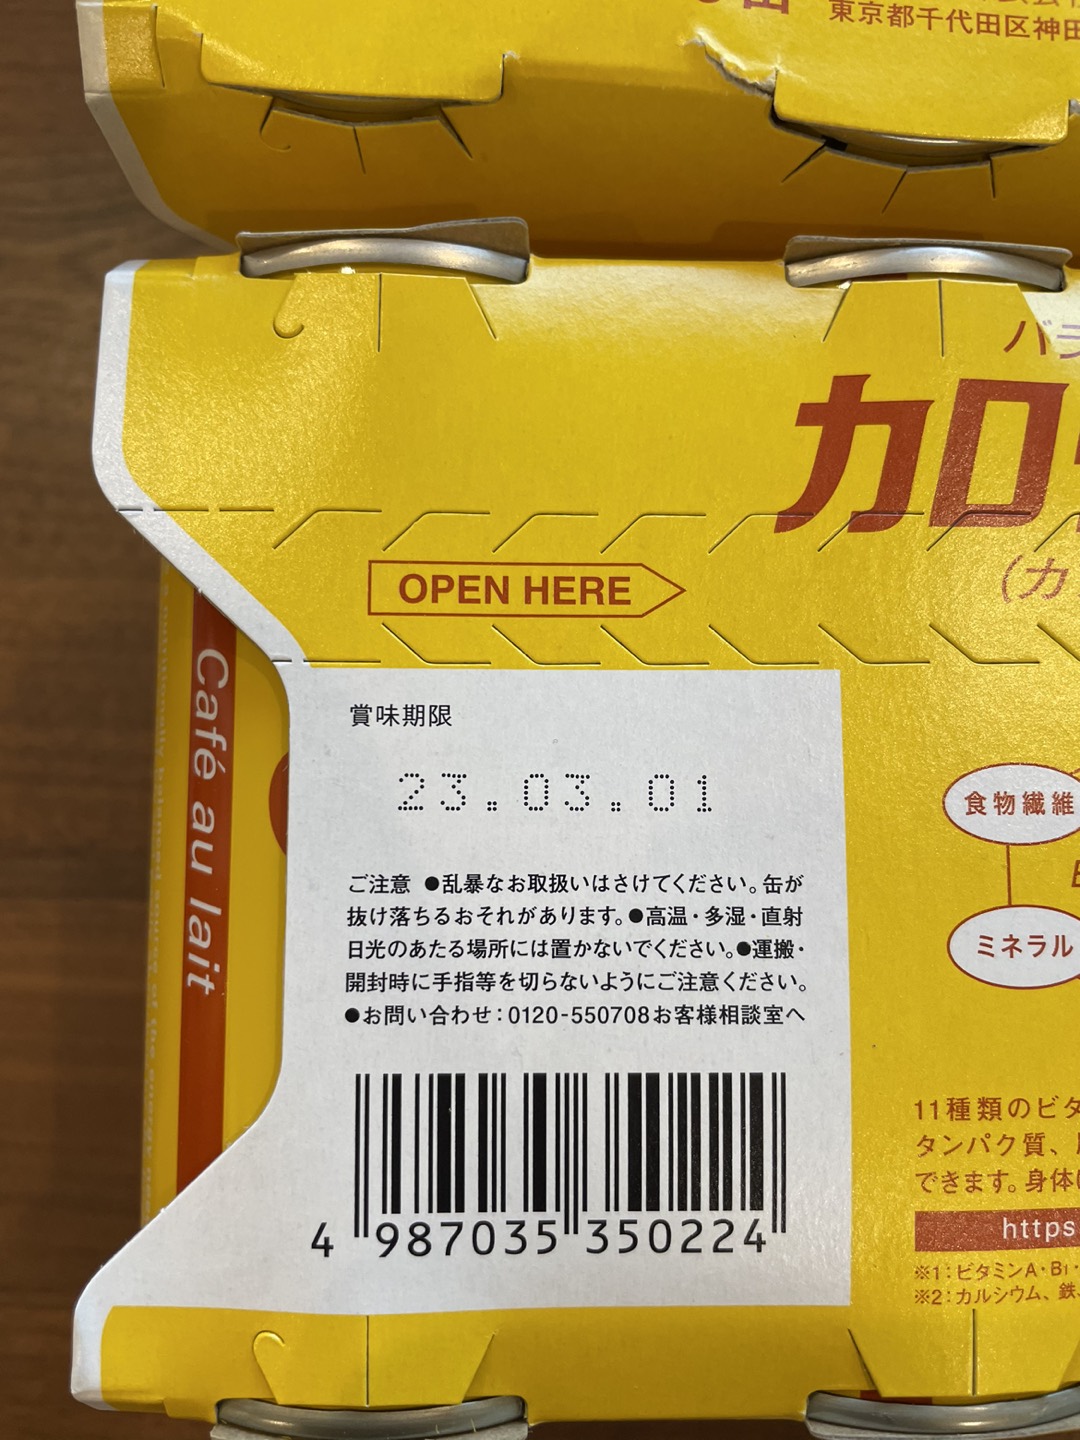 東京都千代田区神田
カロ
(カ
OPEN HERE
Café au lait
賞味期限
23.03.01
食物繊維
ミネラル
ご注意 ●乱暴なお取扱いはさけてください。缶が
抜け落ちるおそれがあります。●高温・多湿・直射
日光のあたる場所には置かないでください。●運搬・
開封時に手指等を切らないようにご注意ください。
●お問い合わせ:0120-550708お客様相談室へ
4 987035 350224
11種類のビタ
タンパク質、
できます。身体
https
※1:ビタミンA・B1・
※2:カルシウム、鉄